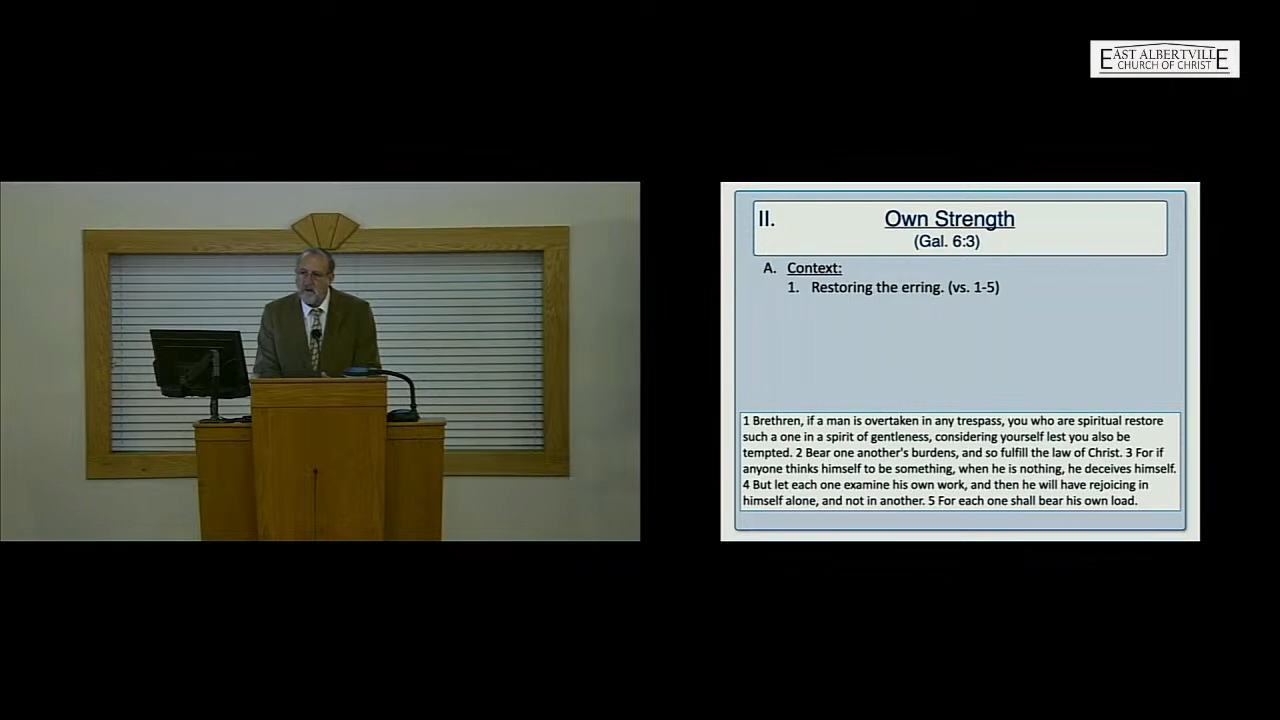 EAST ALBERTVILLE
CHURCH OF CHRIST
II. Own Strength
(Gal. 6:3)
A. Context:
1. Restoring the erring. (vs. 1-5)
1 Brethren, if a man is overtaken in any trespass, you who are spiritual restore
such a one in a spirit of gentleness, considering yourself lest you also be
tempted. 2 Bear one another's burdens, and so fulfill the law of Christ. 3 For if
anyone thinks himself to be something, when he is nothing, he deceives himself.
4 But let each one examine his own work, and then he will have rejoicing in
himself alone, and not in another. 5 For each one shall bear his own load.